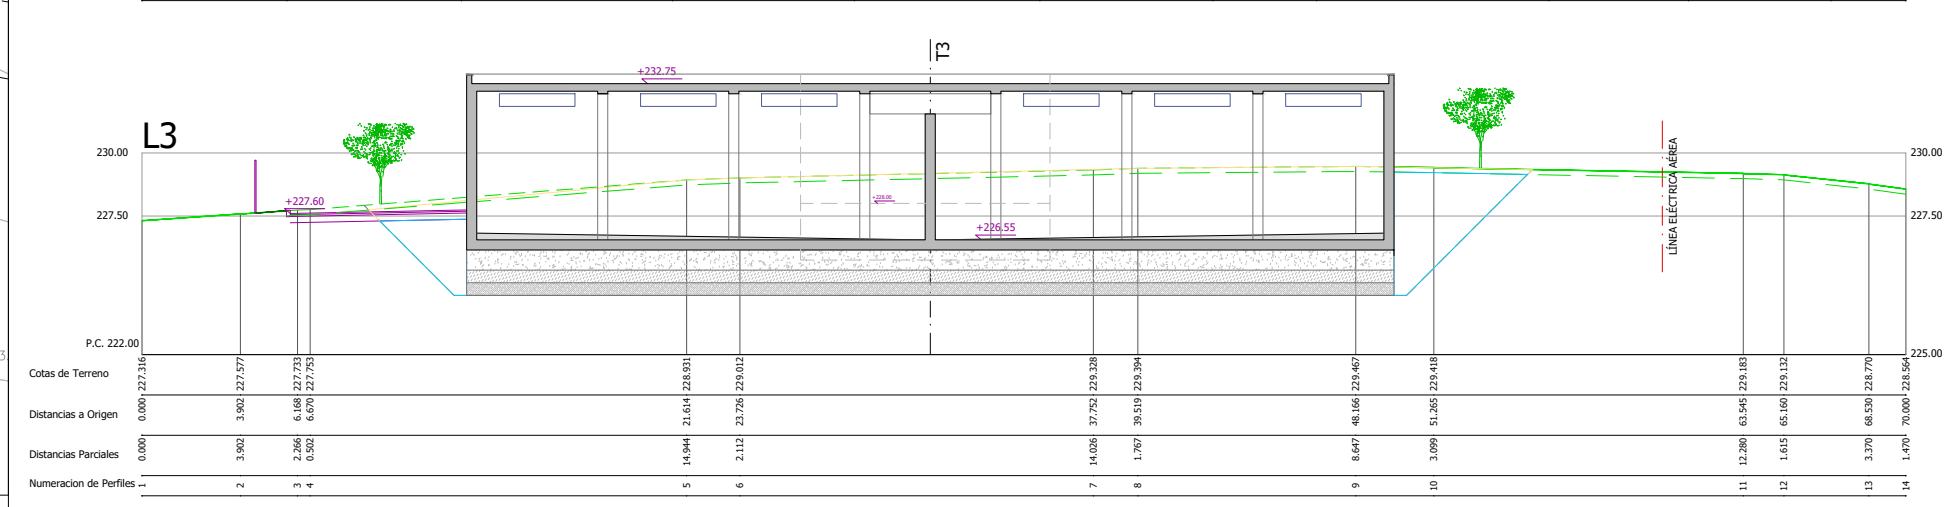 T3
+232.75
L3
230.00
230.00
LÍNEA ELÉCTRICA AÉREA
+227.60
+228.00
227.50
227.50
+226.55
P.C. 222.00
225.00
Cotas de Terreno 227.316 227.577 227.733 227.753 228.931 229.012 229.328 229.394 229.467 229.418 229.183 229.132 228.770 228.564
Distancias a Origen 0.000 3.902 6.168 6.670 21.614 23.726 37.752 39.519 48.166 51.265 63.545 65.160 68.530 70.000
Distancias Parciales 0.000 3.902 2.266 0.502 14.944 2.112 14.026 1.767 8.647 3.099 12.280 1.615 3.370 1.470
Numeracion de Perfiles 1 2 3 4 5 6 7 8 9 10 11 12 13 14